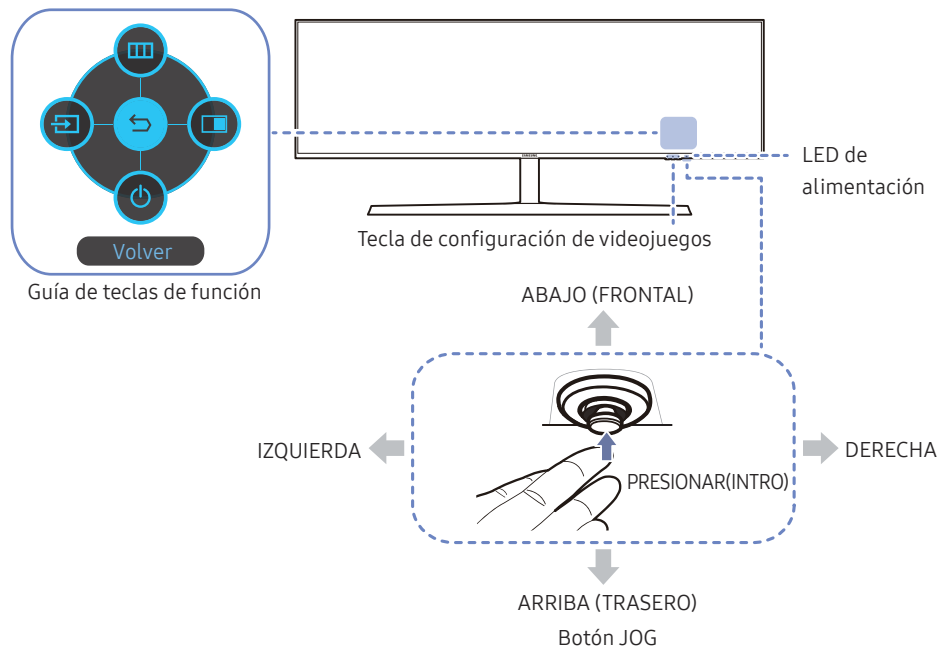 SAMSUNG
LED de
alimentación
Tecla de configuración de videojuegos
Volver
Guía de teclas de función
ABAJO (FRONTAL)
IZQUIERDA
DERECHA
PRESIONAR(INTRO)
ARRIBA (TRASERO)
Botón JOG